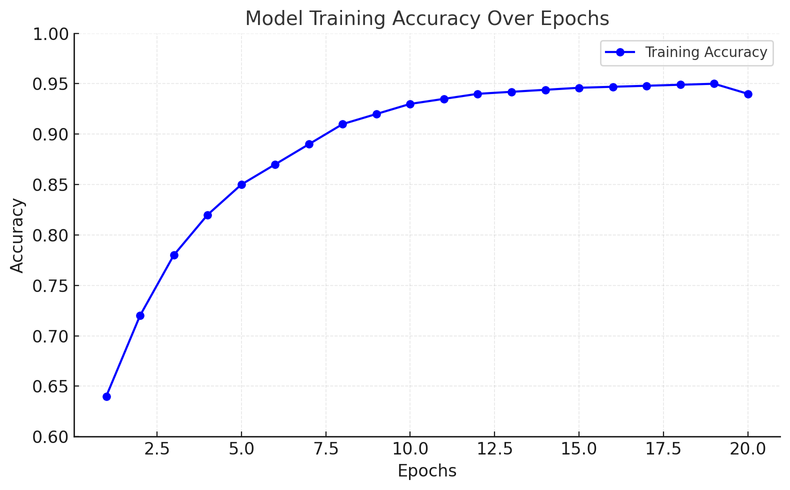 Model Training Accuracy Over Epochs
1.00
Training Accuracy
0.95
0.90
0.85
0.80
0.75
0.70
0.65
0.60
Accuracy
2.5 5.0 7.5 10.0 12.5 15.0 17.5 20.0
Epochs